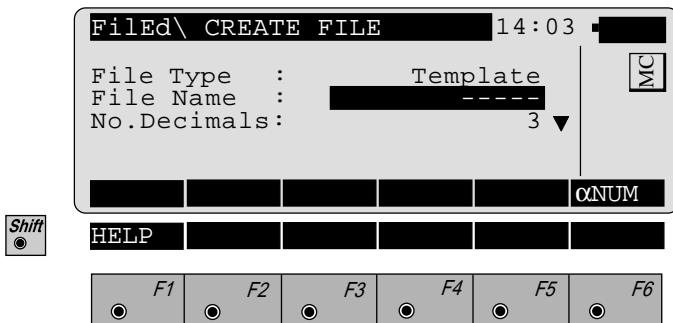 FilEd\ CREATE FILE 14:03
MC
File Type : Template
File Name : -----
No.Decimals: 3
αNUM
Shift
HELP
F1 F2 F3 F4 F5 F6